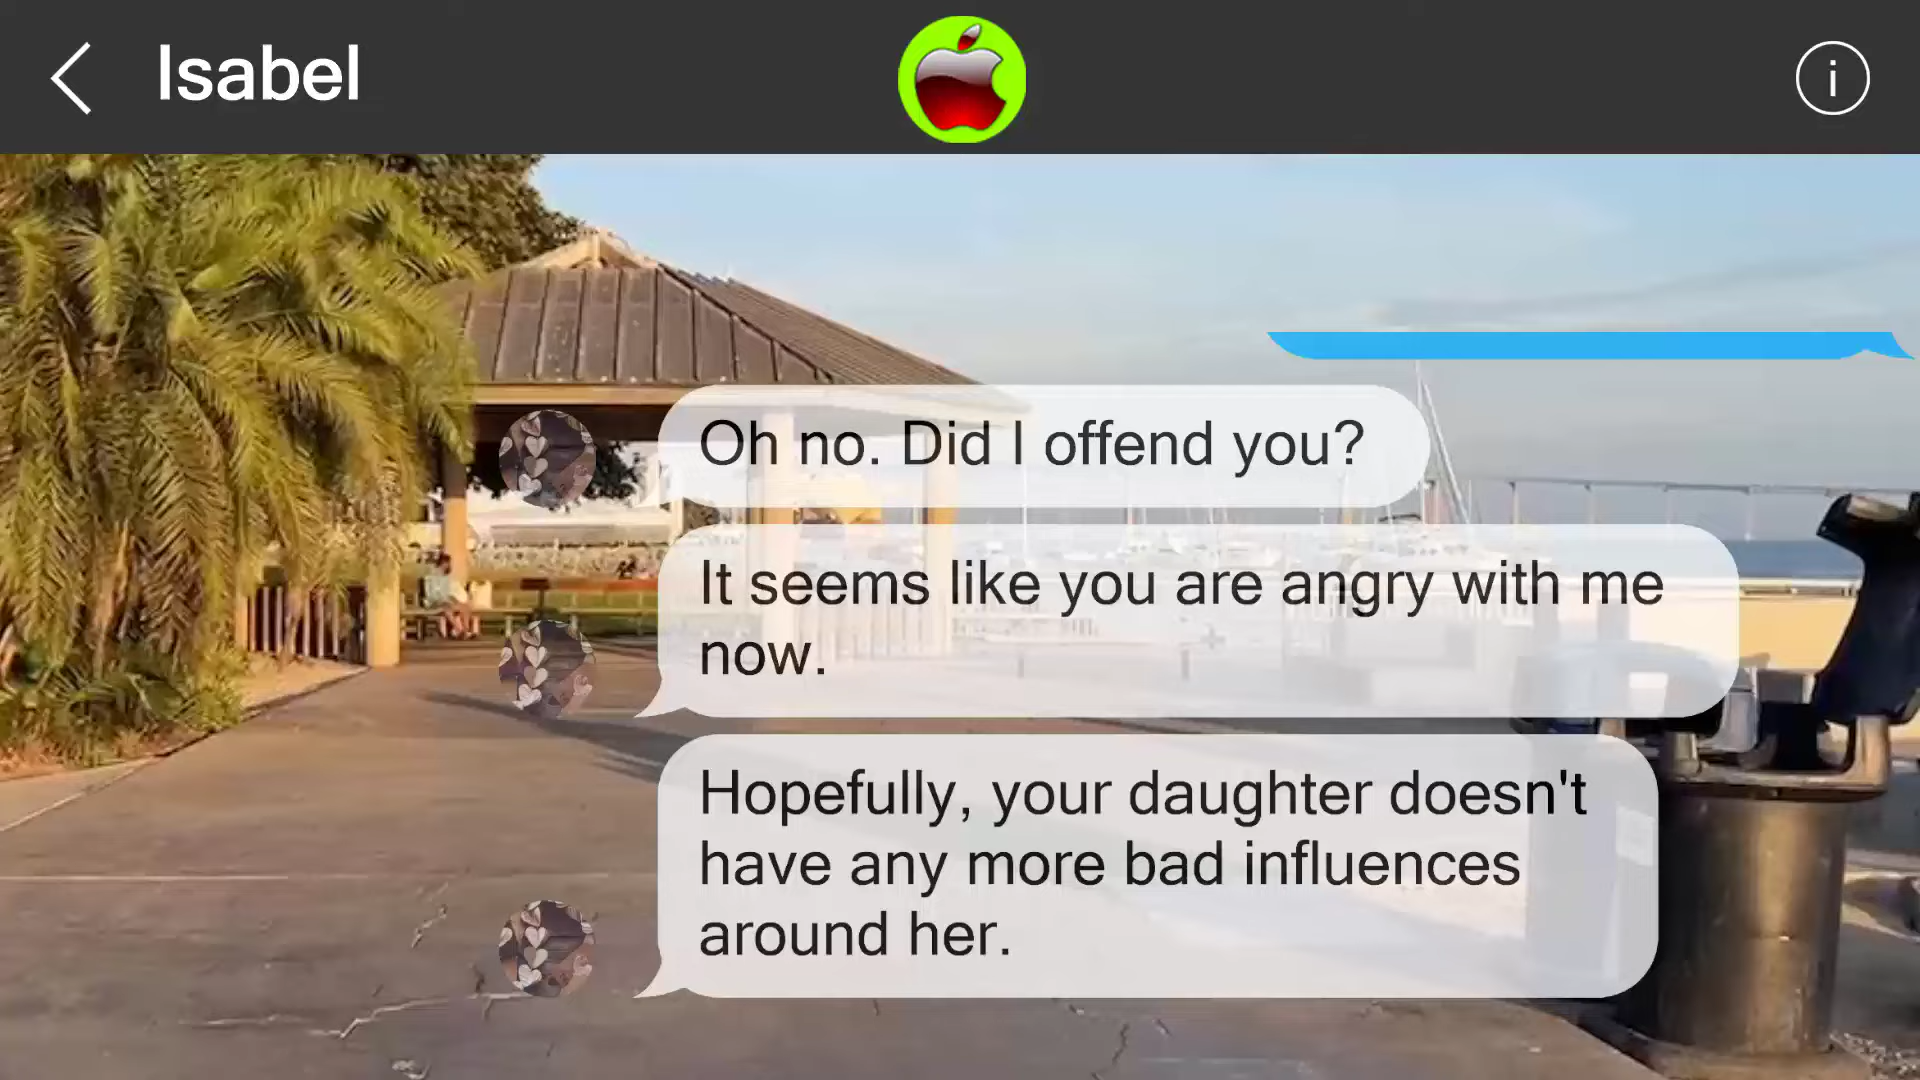 Isabel
i
Oh no. Did I offend you?
It seems like you are angry with me
now.
Hopefully, your daughter doesn't
have any more bad influences
around her.